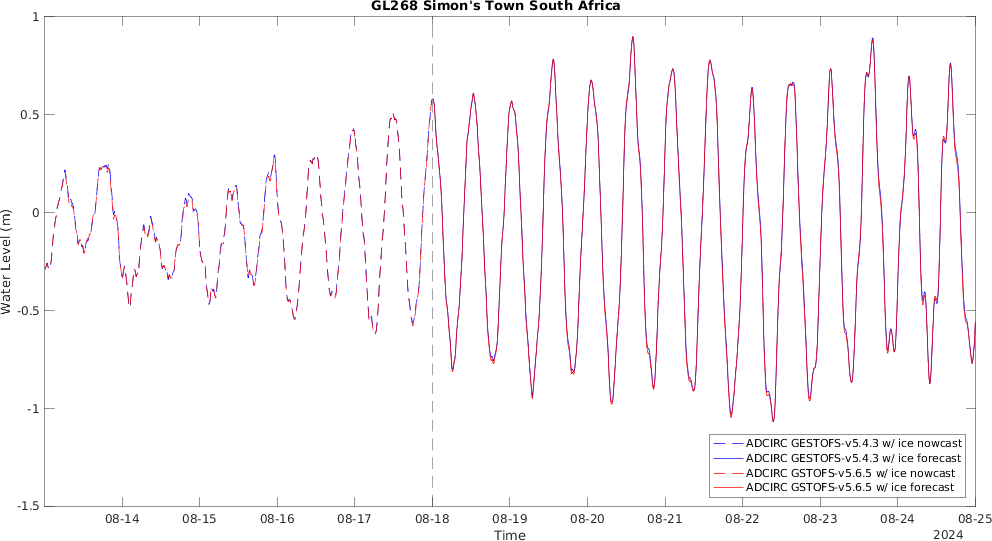 GL268 Simon's Town South Africa
1
0.5
0
-0.5
-1
-1.5
Water Level (m)
ADCIRC GESTOFS-v5.4.3 w/ ice nowcast
ADCIRC GESTOFS-v5.4.3 w/ ice forecast
ADCIRC GSTOFS-v5.6.5 w/ ice nowcast
ADCIRC GSTOFS-v5.6.5 w/ ice forecast
08-14 08-15 08-16 08-17 08-18 08-19 08-20 08-21 08-22 08-23 08-24 08-25
Time
2024